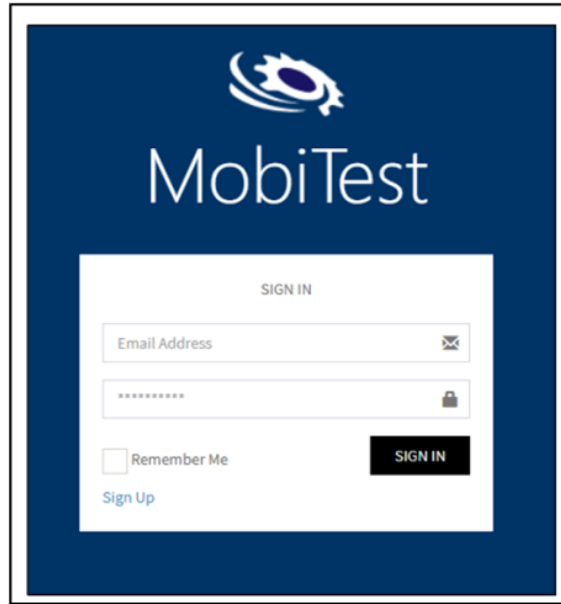 MobiTest
SIGN IN
Email Address
**********
Remember Me
SIGN IN
Sign Up